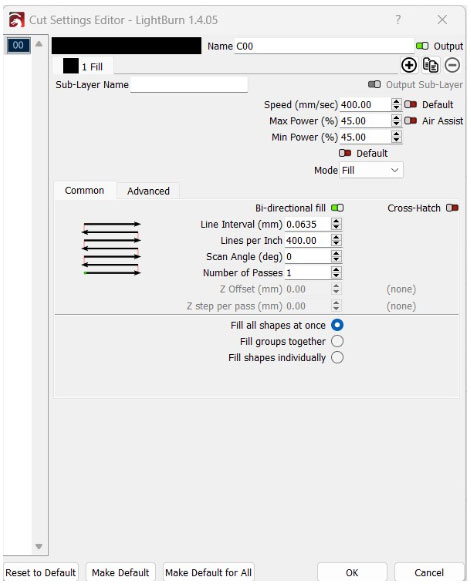 Cut Settings Editor - LightBurn 1.4.05 ?
00
Name C00 Output
1 Fill
Sub-Layer Name Output Sub-Layer
Speed (mm/sec) 400.00 Default
Max Power (%) 45.00 Air Assist
Min Power (%) 45.00
Default
Mode Fill
Common Advanced
Bi-directional fill Cross-Hatch
Line Interval (mm) 0.0635
Lines per Inch 400.00
Scan Angle (deg) 0
Number of Passes 1
Z Offset (mm) 0.00 (none)
Z step per pass (mm) 0.00 (none)
Fill all shapes at once
Fill groups together
Fill shapes individually
Reset to Default Make Default Make Default for All OK Cancel